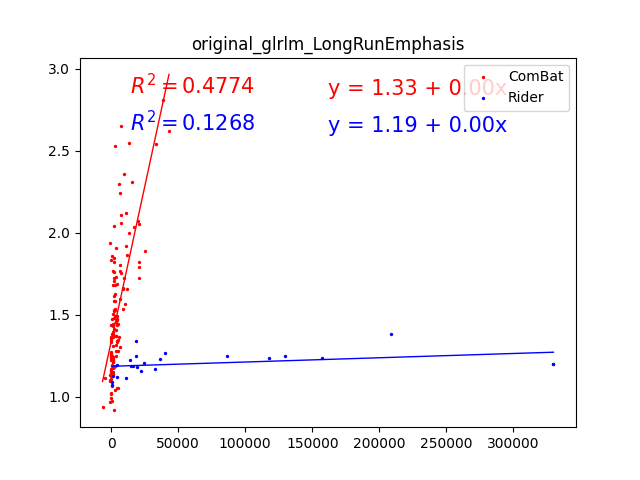 original_glrlm_LongRunEmphasis
R² = 0.4774
y = 1.33 + 0.00x
R² = 0.1268
y = 1.19 + 0.00x
ComBat
Rider
3.0
2.5
2.0
1.5
1.0
0 50000 100000 150000 200000 250000 300000